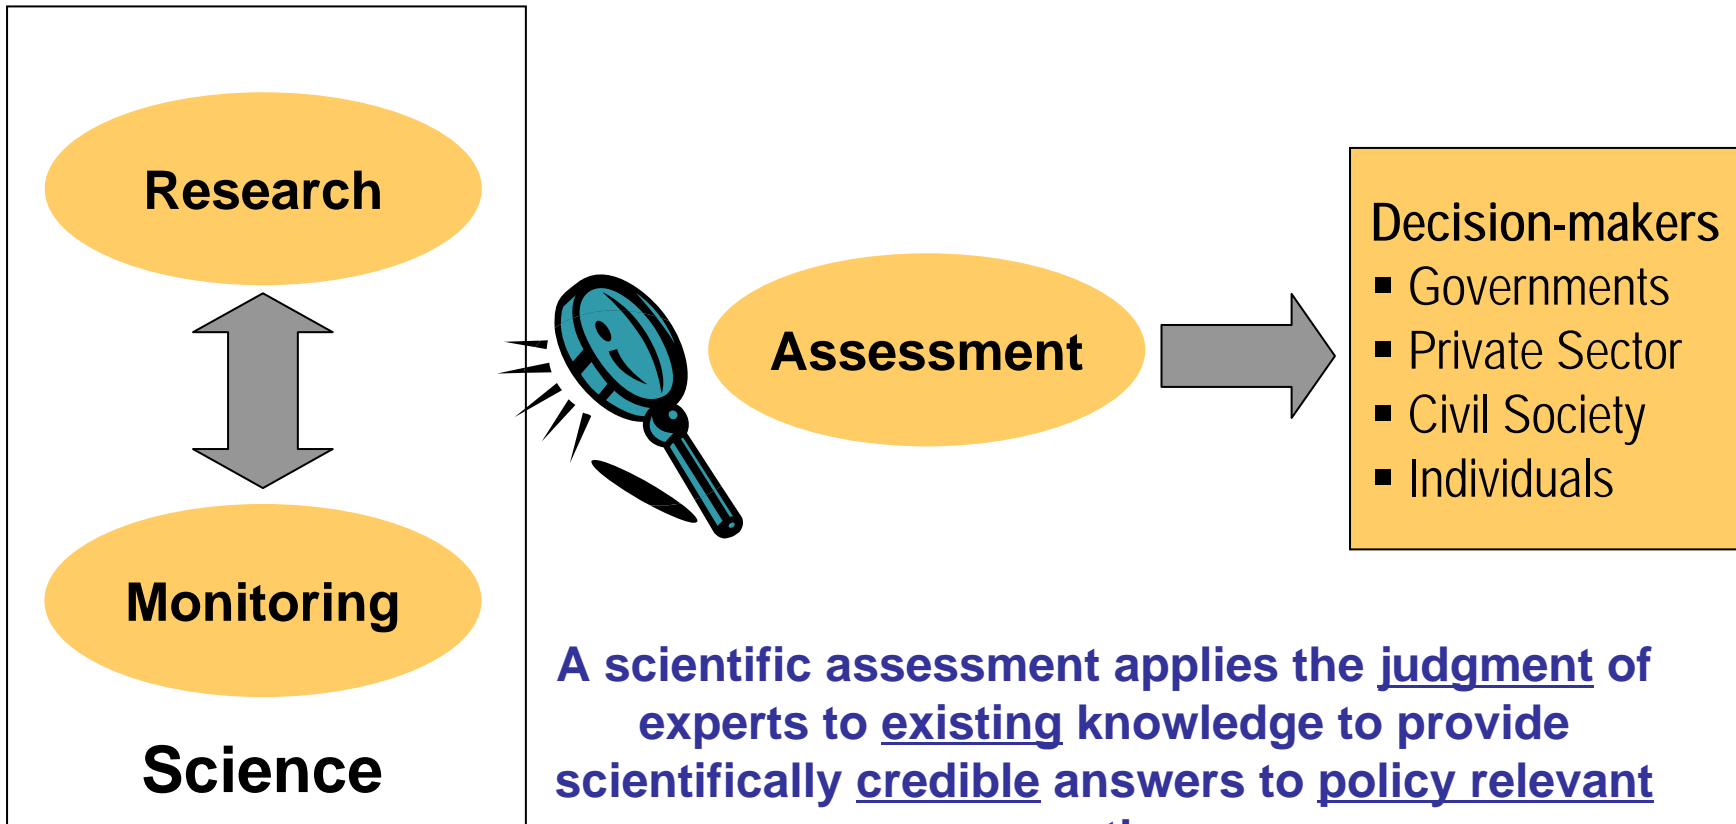 Research
Monitoring
Science
Assessment
Decision-makers
▪ Governments
▪ Private Sector
▪ Civil Society
▪ Individuals
A scientific assessment applies the judgment of
experts to existing knowledge to provide
scientifically credible answers to policy relevant